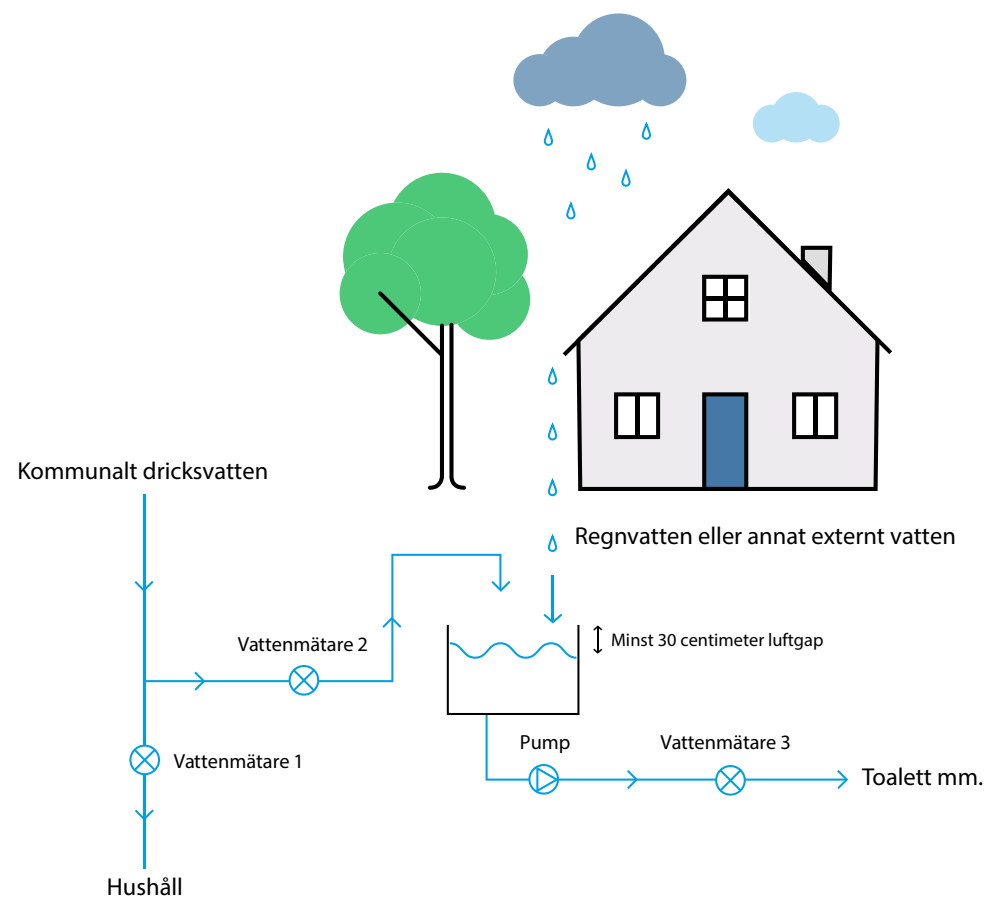 Kommunalt dricksvatten
Regnvatten eller annat externt vatten
Vattenmätare 2
Minst 30 centimeter luftgap
Pump
Vattenmätare 3
Vattenmätare 1
Toalett mm.
Hushåll